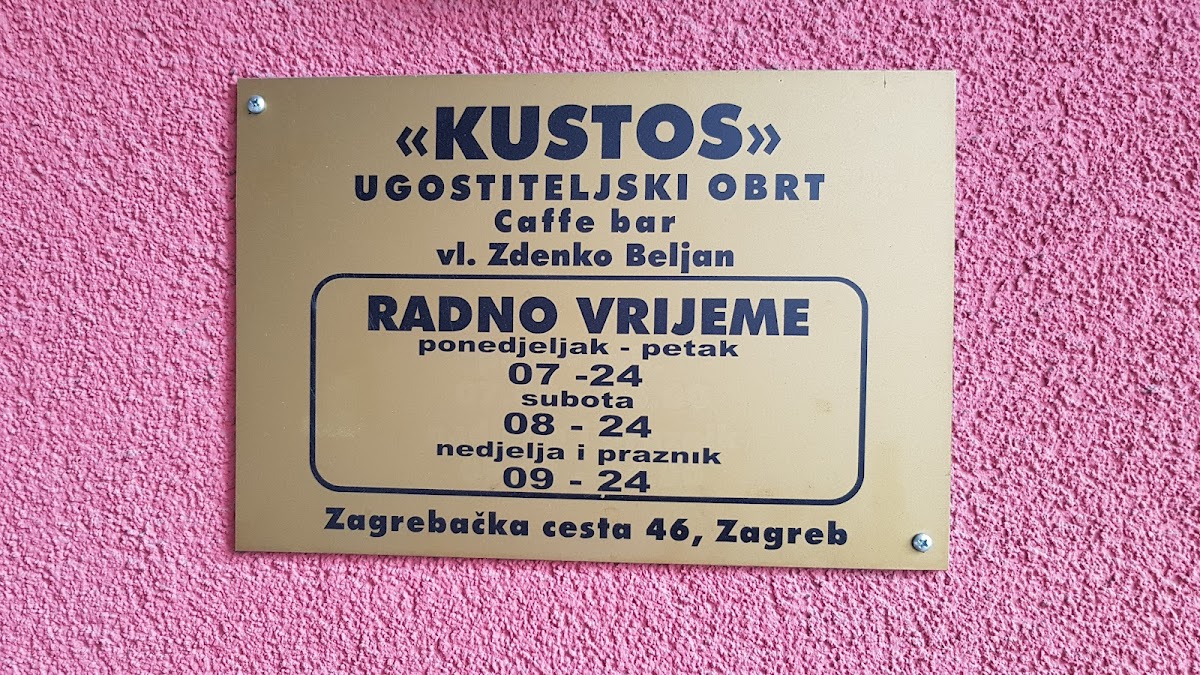 «KUSTOS»
UGOSTITELJSKI OBRT
Caffe bar
vl. Zdenko Beljan
RADNO VRIJEME
ponedjeljak - petak
07 -24
subota
08 - 24
nedjelja i praznik
09 - 24
Zagrebačka cesta 46, Zagreb